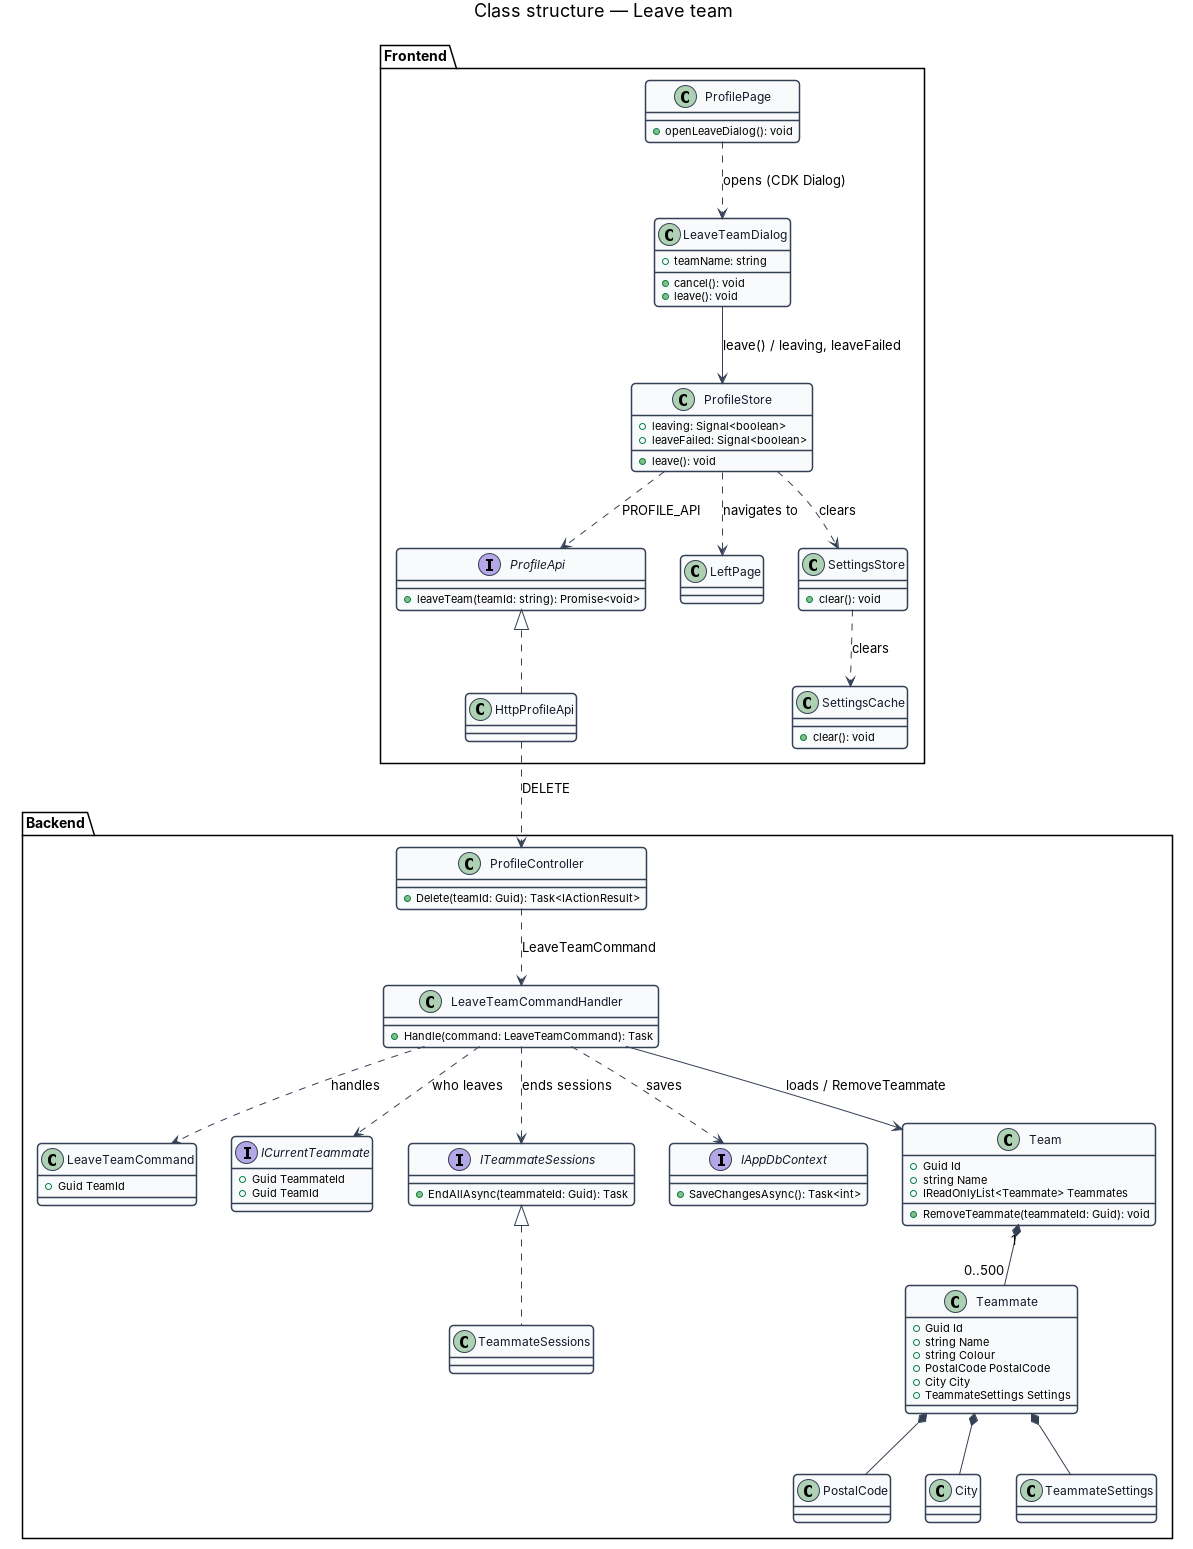 Class structure — Leave team
Frontend
C ProfilePage
openLeaveDialog(): void
opens (CDK Dialog)
C LeaveTeamDialog
teamName: string
cancel(): void
leave(): void
leave() / leaving, leaveFailed
C ProfileStore
leaving: Signal<boolean>
leaveFailed: Signal<boolean>
leave(): void
PROFILE_API
navigates to
clears
I ProfileApi
leaveTeam(teamId: string): Promise<void>
C LeftPage
C SettingsStore
clear(): void
clears
C HttpProfileApi
C SettingsCache
clear(): void
DELETE
Backend
C ProfileController
Delete(teamId: Guid): Task<IActionResult>
LeaveTeamCommand
C LeaveTeamCommandHandler
Handle(command: LeaveTeamCommand): Task
handles
who leaves
ends sessions
saves
loads / RemoveTeammate
C LeaveTeamCommand
Guid TeamId
I ICurrentTeammate
Guid TeammateId
Guid TeamId
I ITeammateSessions
EndAllAsync(teammateId: Guid): Task
I IAppDbContext
SaveChangesAsync(): Task<int>
C Team
Guid Id
string Name
IReadOnlyList<Teammate> Teammates
RemoveTeammate(teammateId: Guid): void
1
0..500
C TeammateSessions
C Teammate
Guid Id
string Name
string Colour
PostalCode PostalCode
City City
TeammateSettings Settings
C PostalCode
C City
C TeammateSettings